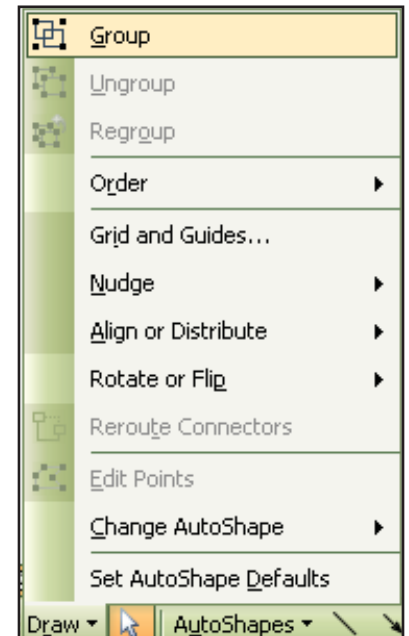 Group
Ungroup
Regroup
Order
Grid and Guides...
Nudge
Align or Distribute
Rotate or Flip
Reroute Connectors
Edit Points
Change AutoShape
Set AutoShape Defaults
Draw AutoShapes